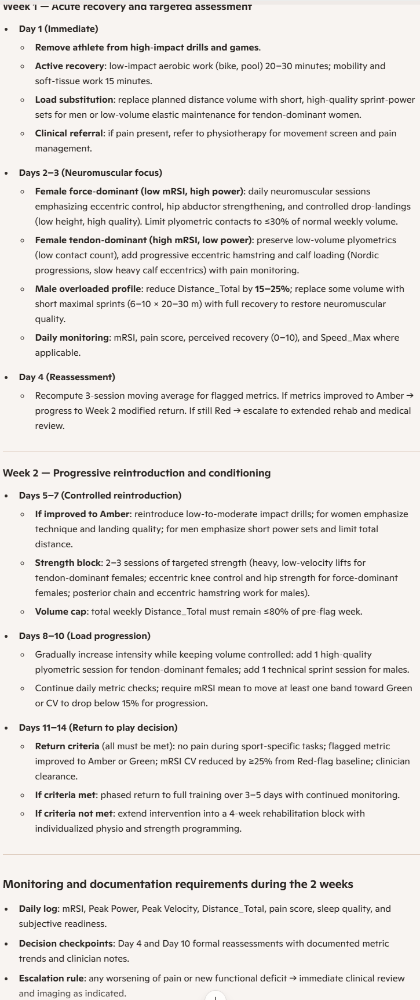 Week 1 — Acute recovery and targeted assessment
• Day 1 (Immediate)
◦ Remove athlete from high‑impact drills and games.
◦ Active recovery: low‑impact aerobic work (bike, pool) 20–30 minutes; mobility and
soft‑tissue work 15 minutes.
◦ Load substitution: replace planned distance volume with short, high‑quality sprint‑power
sets for men or low‑volume elastic maintenance for tendon‑dominant women.
◦ Clinical referral: if pain present, refer to physiotherapy for movement screen and pain
management.
• Days 2–3 (Neuromuscular focus)
◦ Female force‑dominant (low mRSI, high power): daily neuromuscular sessions
emphasizing eccentric control, hip abductor strengthening, and controlled drop‑landings
(low height, high quality). Limit plyometric contacts to ≤30% of normal weekly volume.
◦ Female tendon‑dominant (high mRSI, low power): preserve low‑volume plyometrics
(low contact count), add progressive eccentric hamstring and calf loading (Nordic
progressions, slow heavy calf eccentrics) with pain monitoring.
◦ Male overloaded profile: reduce Distance_Total by 15–25%; replace some volume with
short maximal sprints (6–10 × 20–30 m) with full recovery to restore neuromuscular
quality.
◦ Daily monitoring: mRSI, pain score, perceived recovery (0–10), and Speed_Max where
applicable.
• Day 4 (Reassessment)
◦ Recompute 3‑session moving average for flagged metrics. If metrics improved to Amber →
progress to Week 2 modified return. If still Red → escalate to extended rehab and medical
review.
Week 2 — Progressive reintroduction and conditioning
• Days 5–7 (Controlled reintroduction)
◦ If improved to Amber: reintroduce low‑to‑moderate impact drills; for women emphasize
technique and landing quality; for men emphasize short power sets and limit total
distance.
◦ Strength block: 2–3 sessions of targeted strength (heavy, low‑velocity lifts for
tendon‑dominant females; eccentric knee control and hip strength for force‑dominant
females; posterior chain and eccentric hamstring work for males).
◦ Volume cap: total weekly Distance_Total must remain ≤80% of pre‑flag week.
• Days 8–10 (Load progression)
◦ Gradually increase intensity while keeping volume controlled: add 1 high‑quality
plyometric session for tendon‑dominant females; add 1 technical sprint session for males.
◦ Continue daily metric checks; require mRSI mean to move at least one band toward Green
or CV to drop below 15% for progression.
• Days 11–14 (Return to play decision)
◦ Return criteria (all must be met): no pain during sport‑specific tasks; flagged metric
improved to Amber or Green; mRSI CV reduced by ≥25% from Red‑flag baseline; clinician
clearance.
◦ If criteria met: phased return to full training over 3–5 days with continued monitoring.
◦ If criteria not met: extend intervention into a 4‑week rehabilitation block with
individualized physio and strength programming.
Monitoring and documentation requirements during the 2 weeks
• Daily log: mRSI, Peak Power, Peak Velocity, Distance_Total, pain score, sleep quality, and
subjective readiness.
• Decision checkpoints: Day 4 and Day 10 formal reassessments with documented metric
trends and clinician notes.
• Escalation rule: any worsening of pain or new functional deficit → immediate clinical review
and imaging as indicated.